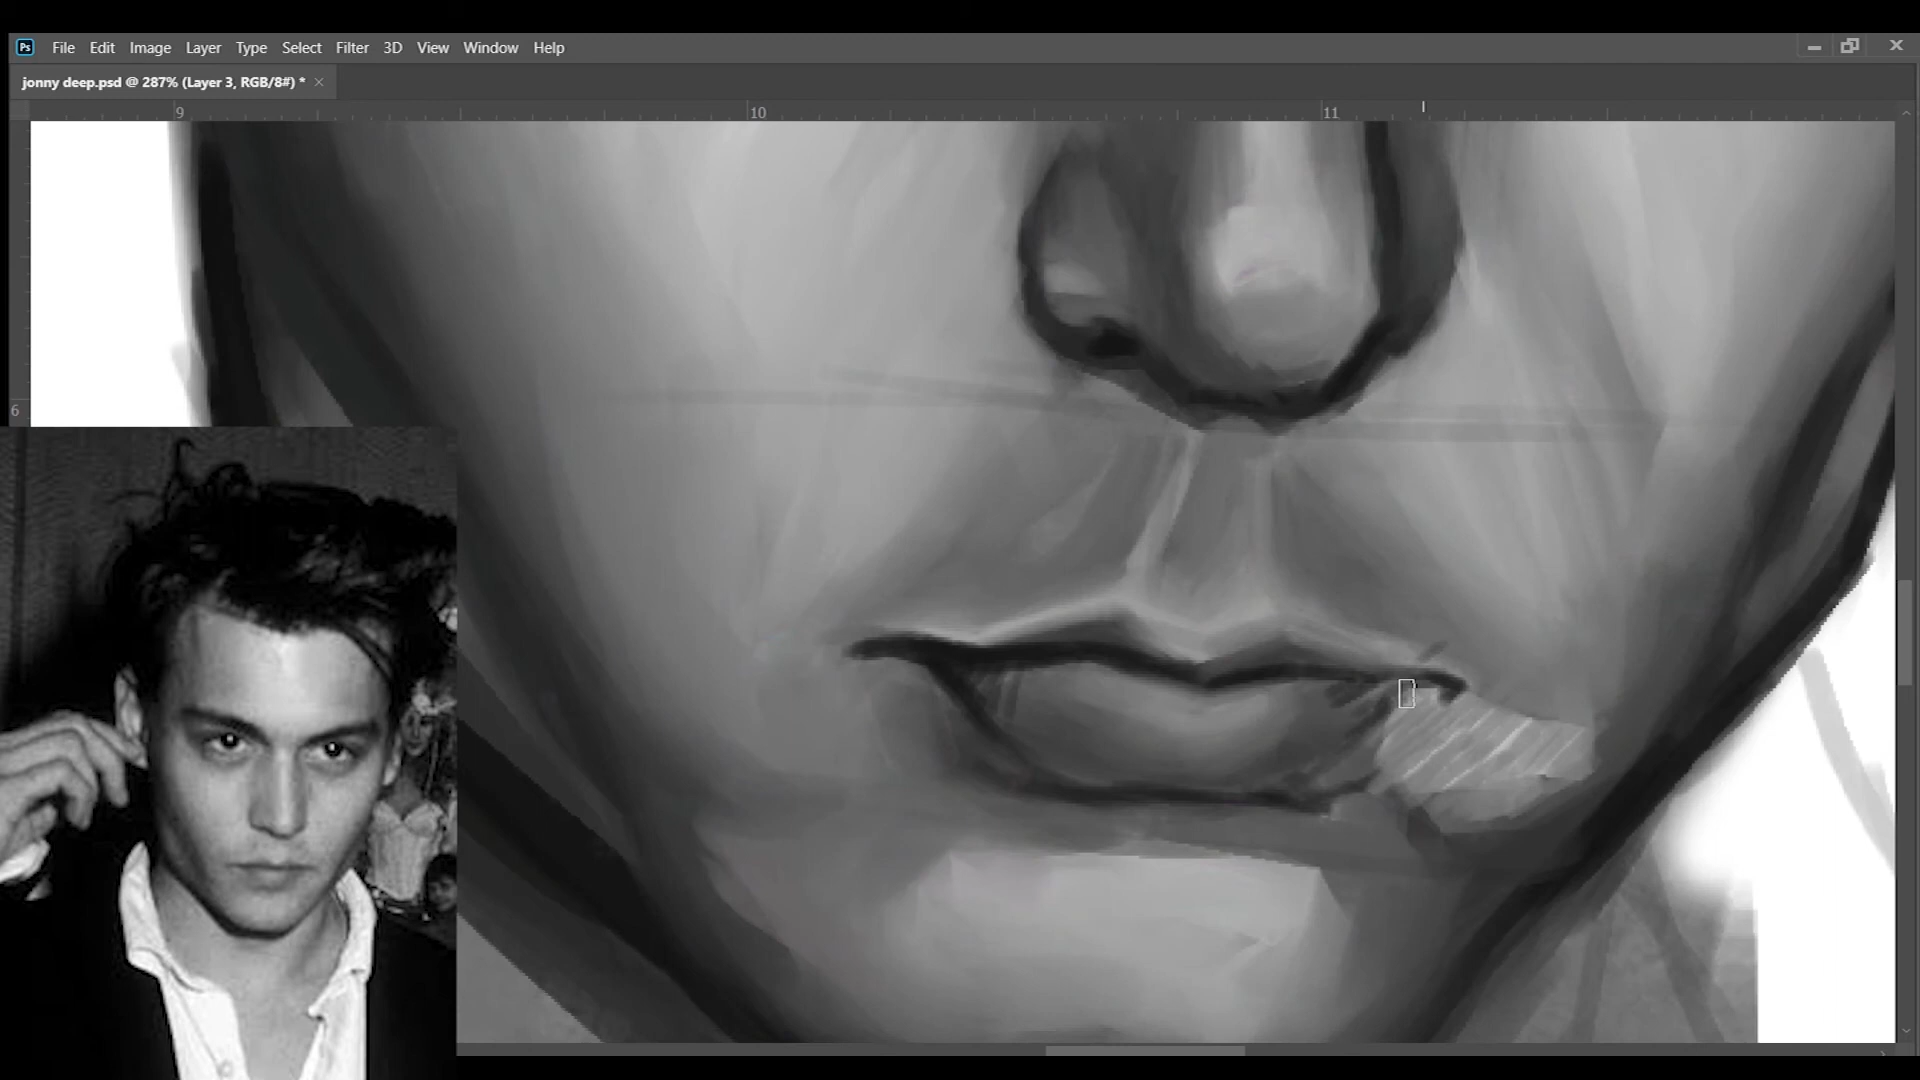 Ps File Edit Image Layer Type Select Filter 3D View Window Help
jonny deep.psd @ 287% (Layer 3, RGB/8#) *
9 10 11
6